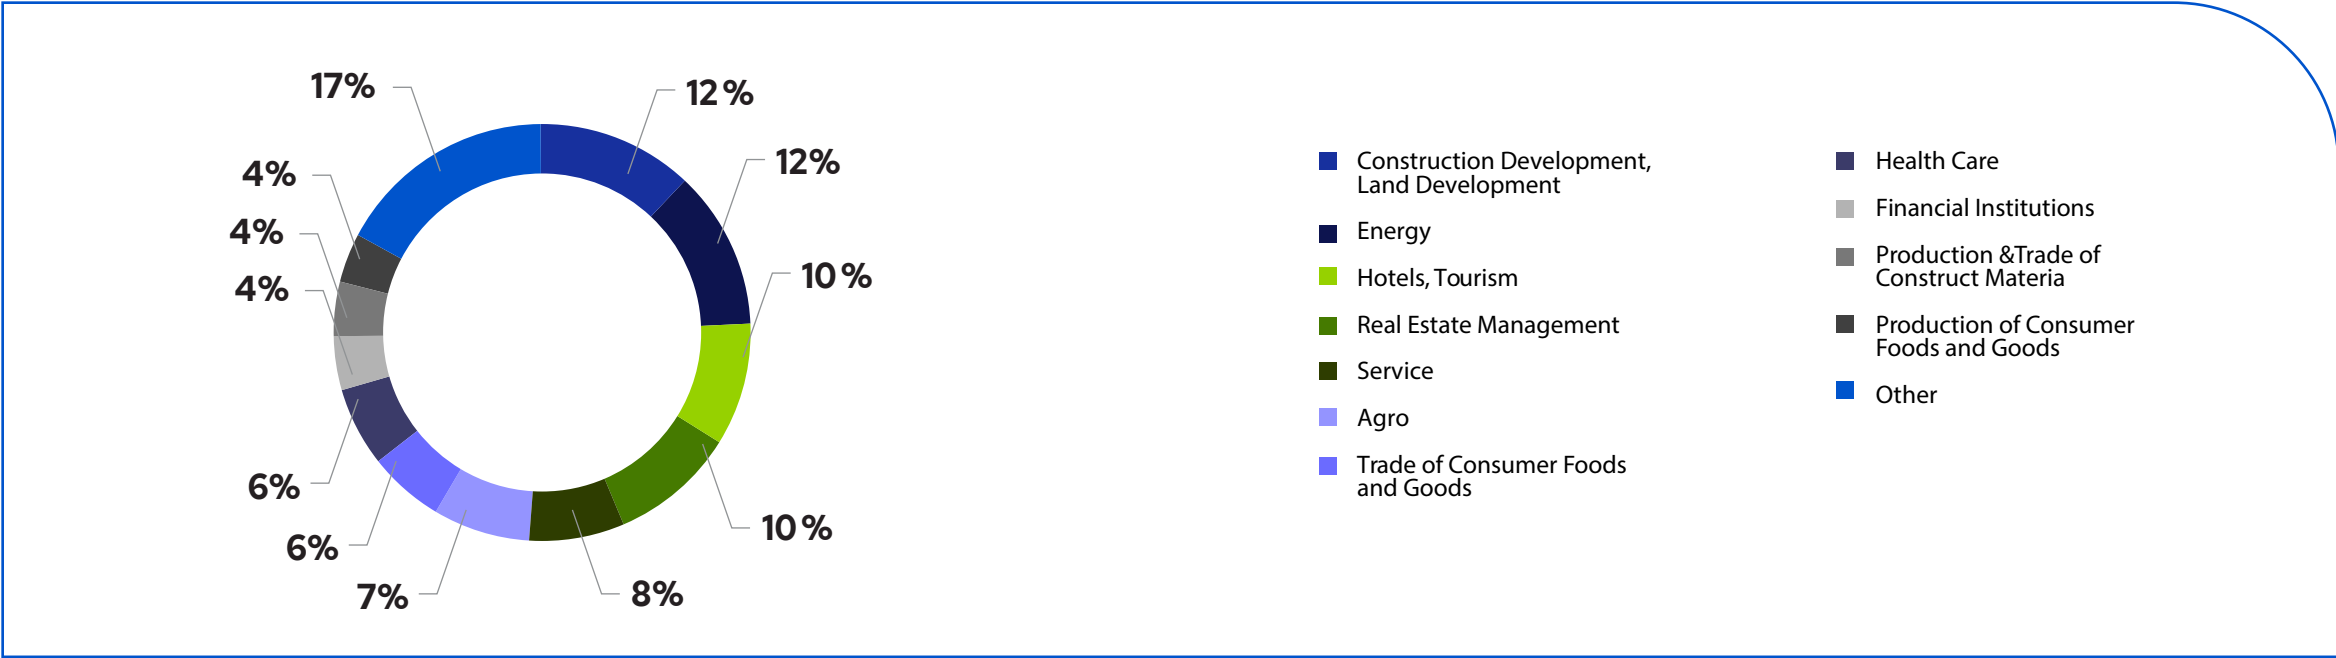 17%
12%
12%
10%
10%
8%
7%
6%
6%
4%
4%
4%
Construction Development,
Land Development
Energy
Hotels, Tourism
Real Estate Management
Service
Agro
Trade of Consumer Foods
and Goods
Health Care
Financial Institutions
Production &Trade of
Construct Materia
Production of Consumer
Foods and Goods
Other